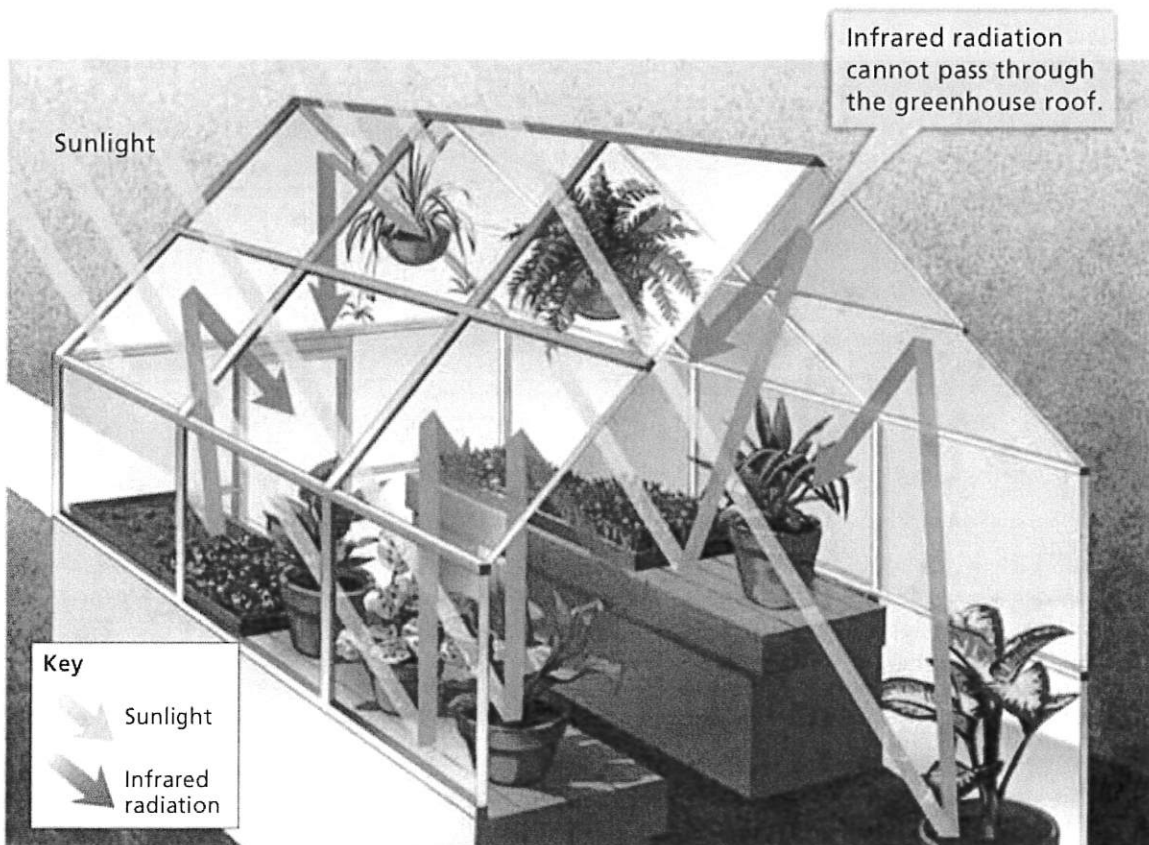 Infrared radiation
cannot pass through
the greenhouse roof.
Sunlight
Key
Sunlight
Infrared
radiation